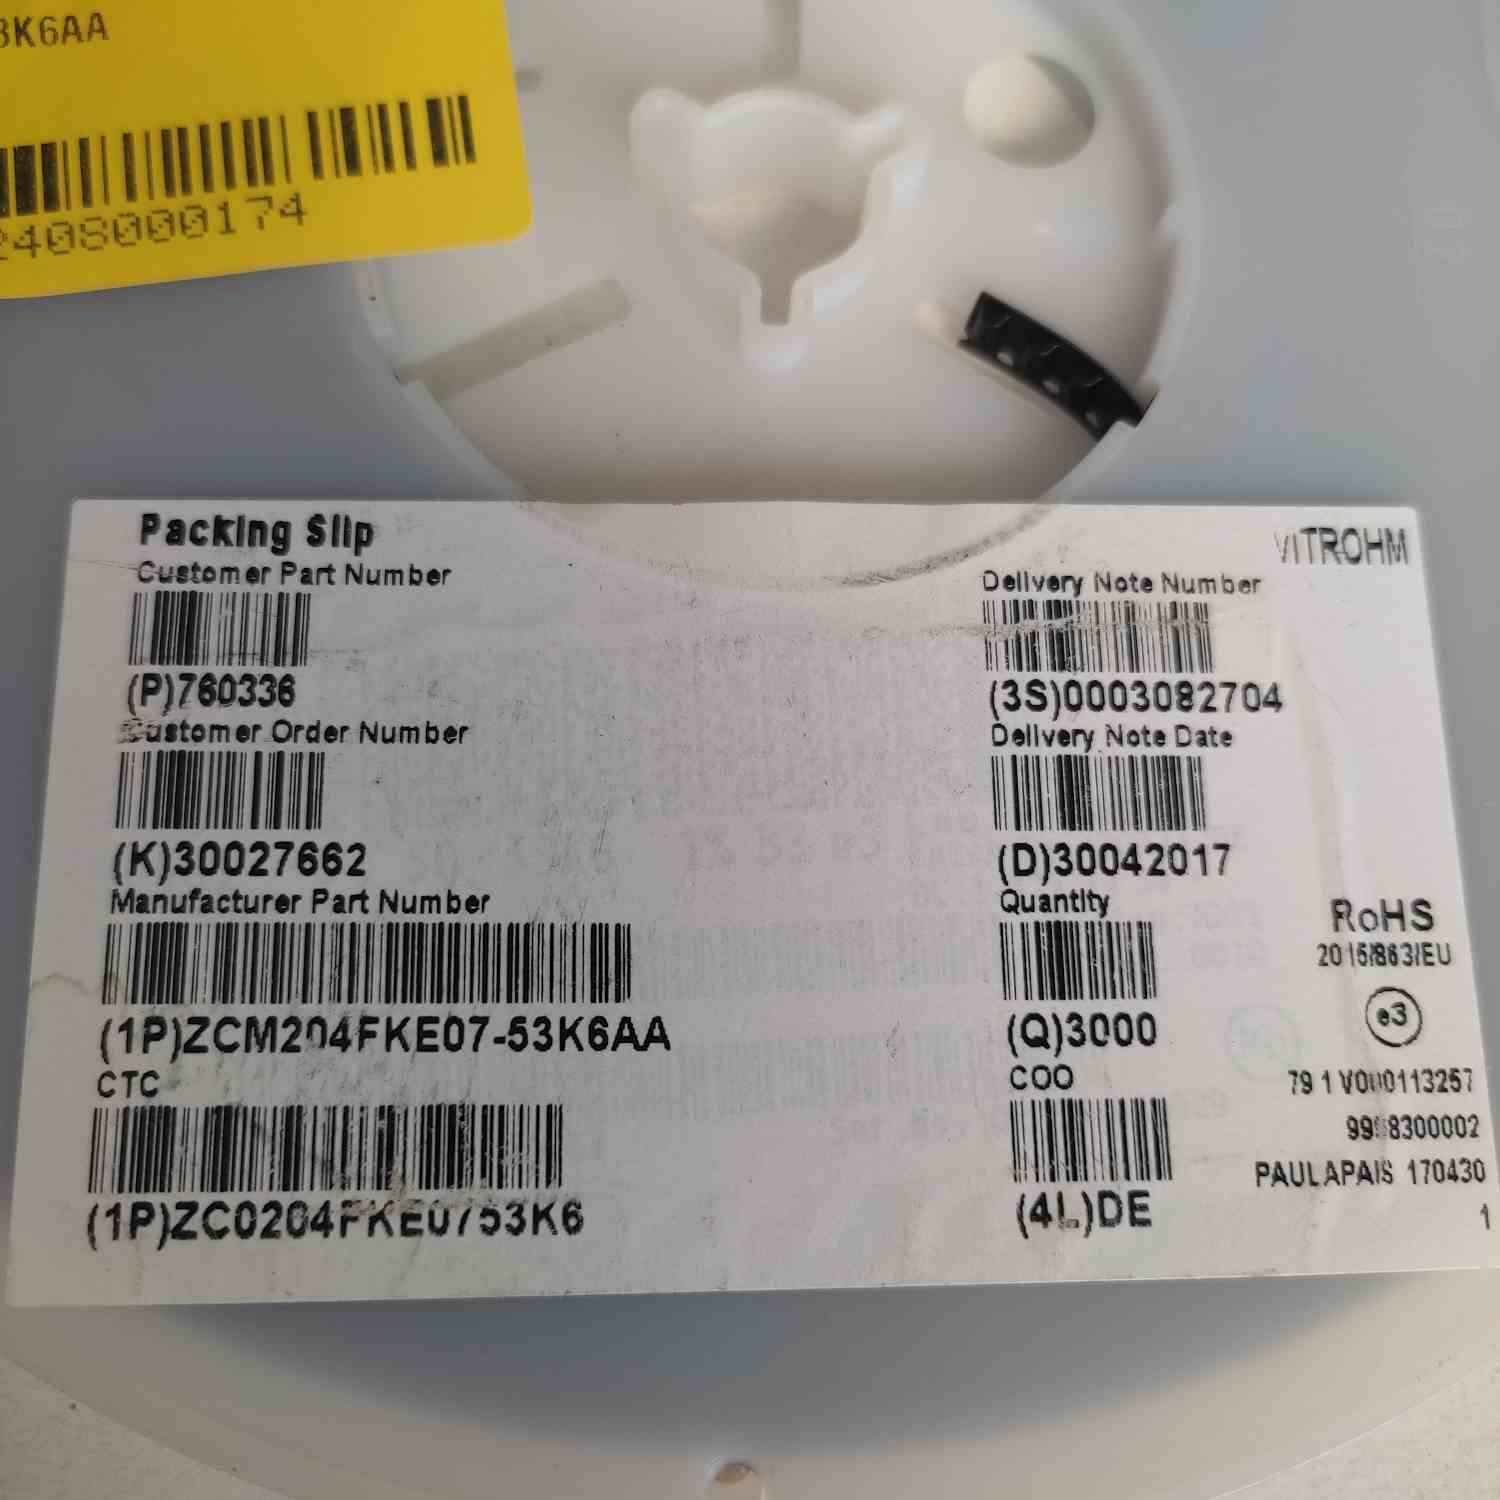 3K6AA
2408000174
Packing Slip
VITROHM
Customer Part Number
(P)760336
Customer Order Number
(K)30027662
Manufacturer Part Number
(1P)ZCM204FKE07-53K6AA
CTC
(1P)ZC0204FKE0753K6
Delivery Note Number
(3S)0003082704
Delivery Note Date
(D)30042017
Quantity
(Q)3000
COO
(4L)DE
RoHS
2015/863/EU
e3
79 1 V000113257
9998300002
PAULAPAIS 170430
1